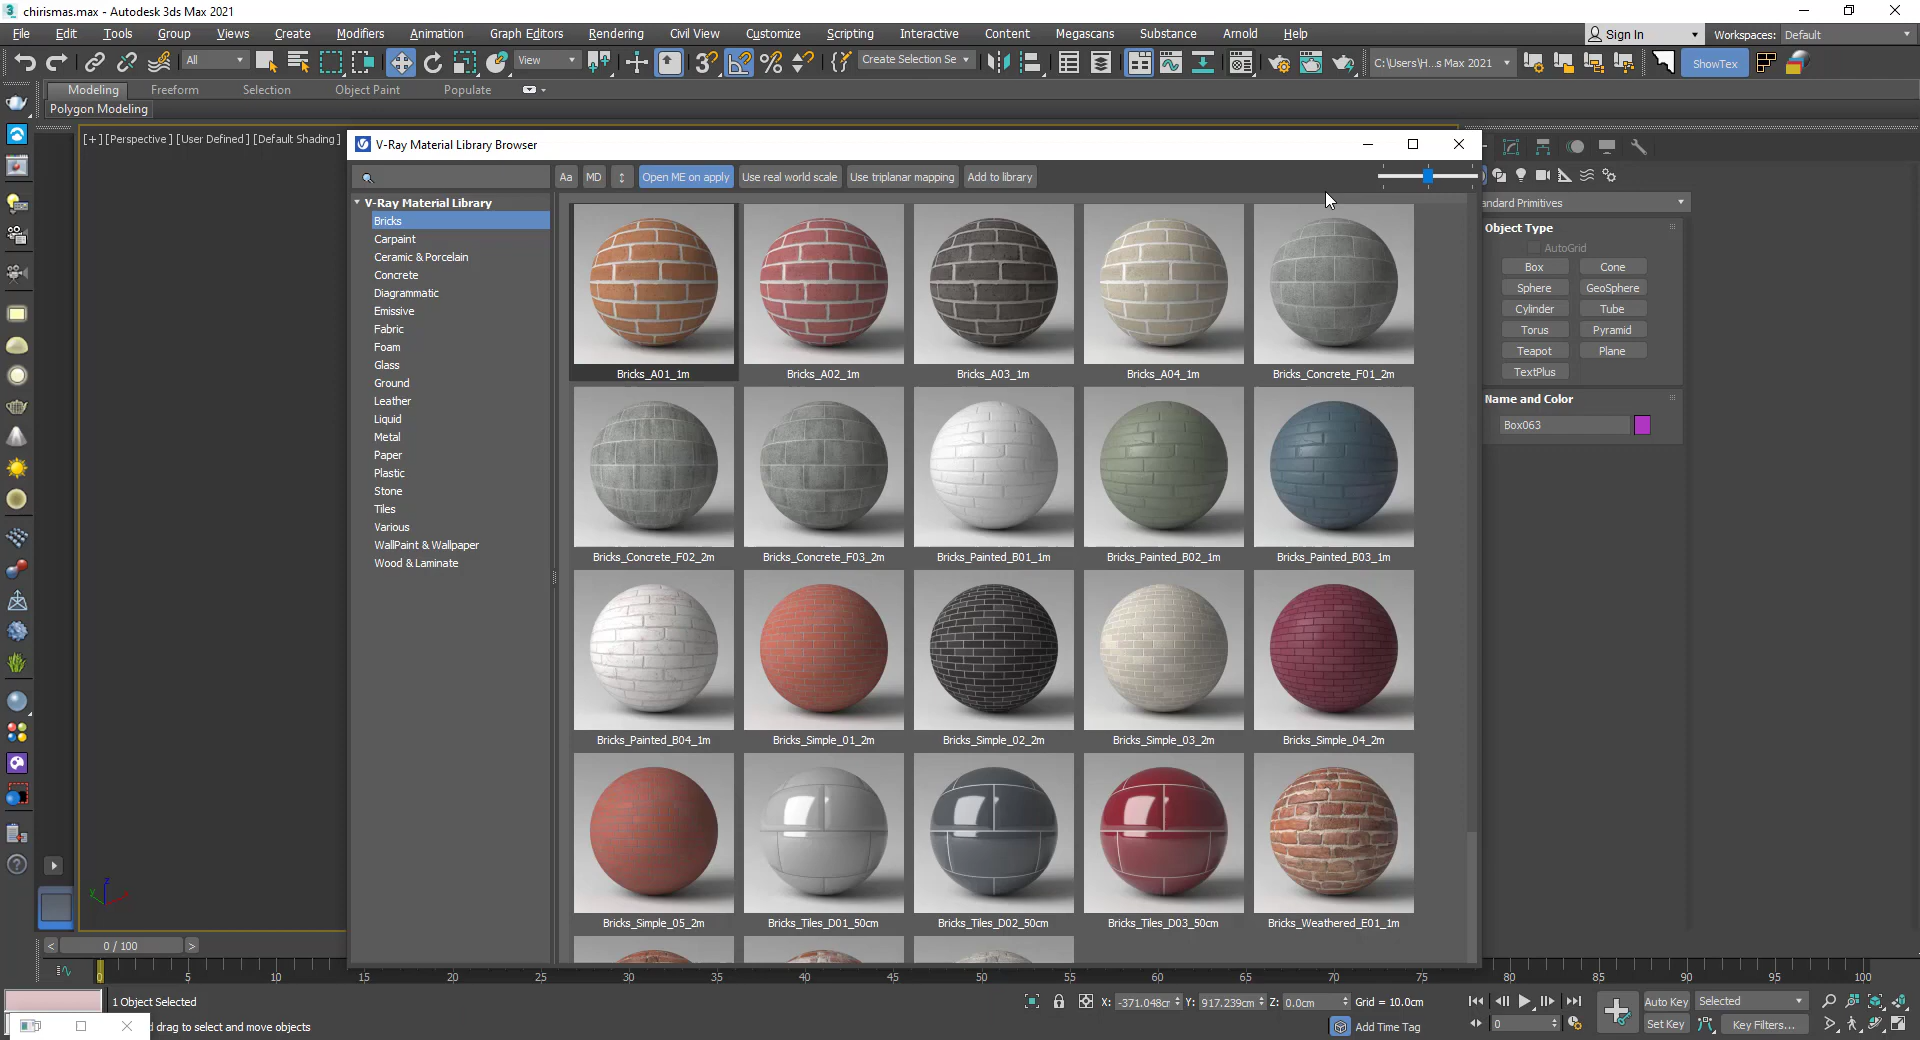 chirismas.max - Autodesk 3ds Max 2021
File Edit Tools Group Views Create Modifiers Animation Graph Editors Rendering Civil View Customize Scripting Interactive Content Megascans Substance Arnold Help
Sign In Workspaces: Default
All View Create Selection Se C:\Users\H...s Max 2021 ShowTex
Modeling Freeform Selection Object Paint Populate
Polygon Modeling
[+] [Perspective ] [User Defined ] [Default Shading ]
V-Ray Material Library Browser
Aa MD Open ME on apply Use real world scale Use triplanar mapping Add to library
V-Ray Material Library
Bricks
Carpaint
Ceramic & Porcelain
Concrete
Diagrammatic
Emissive
Fabric
Foam
Glass
Ground
Leather
Liquid
Metal
Paper
Plastic
Stone
Tiles
Various
WallPaint & Wallpaper
Wood & Laminate
Bricks_A01_1m Bricks_A02_1m Bricks_A03_1m Bricks_A04_1m Bricks_Concrete_F01_2m
Bricks_Concrete_F02_2m Bricks_Concrete_F03_2m Bricks_Painted_B01_1m Bricks_Painted_B02_1m Bricks_Painted_B03_1m
Bricks_Painted_B04_1m Bricks_Simple_01_2m Bricks_Simple_02_2m Bricks_Simple_03_2m Bricks_Simple_04_2m
Bricks_Simple_05_2m Bricks_Tiles_D01_50cm Bricks_Tiles_D02_50cm Bricks_Tiles_D03_50cm Bricks_Weathered_E01_1m
andard Primitives
Object Type
AutoGrid
Box Cone
Sphere GeoSphere
Cylinder Tube
Torus Pyramid
Teapot Plane
TextPlus
Name and Color
Box063
z
y
< 0 / 100 >
0 5 10 15 20 25 30 35 40 45 50 55 60 65 70 75 80 85 90 95 100
1 Object Selected
X: -371.048cr Y: 917.239cm Z: 0.0cm Grid = 10.0cm
Auto Key Selected
d drag to select and move objects
Add Time Tag
0
Set Key Key Filters...